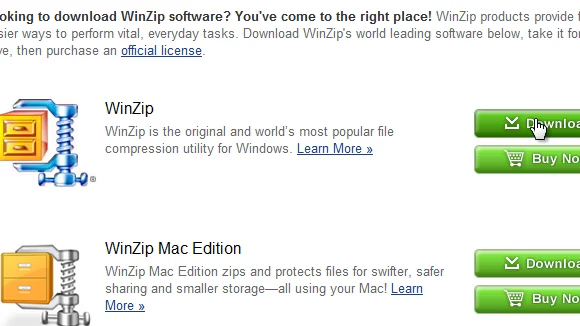 oking to download WinZip software? You've come to the right place! WinZip products provide f
sier ways to perform vital, everyday tasks. Download WinZip's world leading software below, take it for
ve, then purchase an official license.
WinZip
WinZip is the original and world's most popular file
compression utility for Windows. Learn More »
Downloa
Buy No
WinZip Mac Edition
WinZip Mac Edition zips and protects files for swifter, safer
sharing and smaller storage—all using your Mac! Learn
More »
Downloa
Buy No